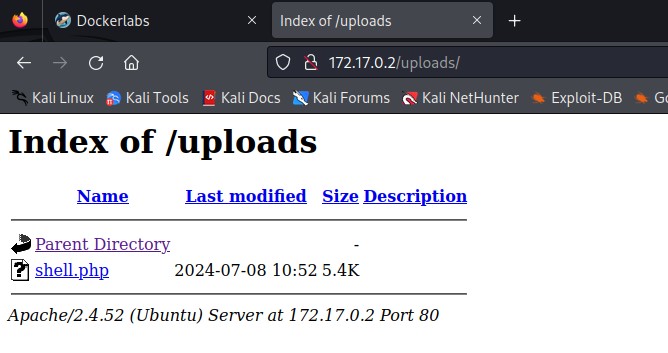 Dockerlabs
Index of /uploads
172.17.0.2/uploads/
Kali Linux
Kali Tools
Kali Docs
Kali Forums
Kali NetHunter
Exploit-DB
Index of /uploads
Name Last modified Size Description
Parent Directory -
shell.php 2024-07-08 10:52 5.4K
Apache/2.4.52 (Ubuntu) Server at 172.17.0.2 Port 80